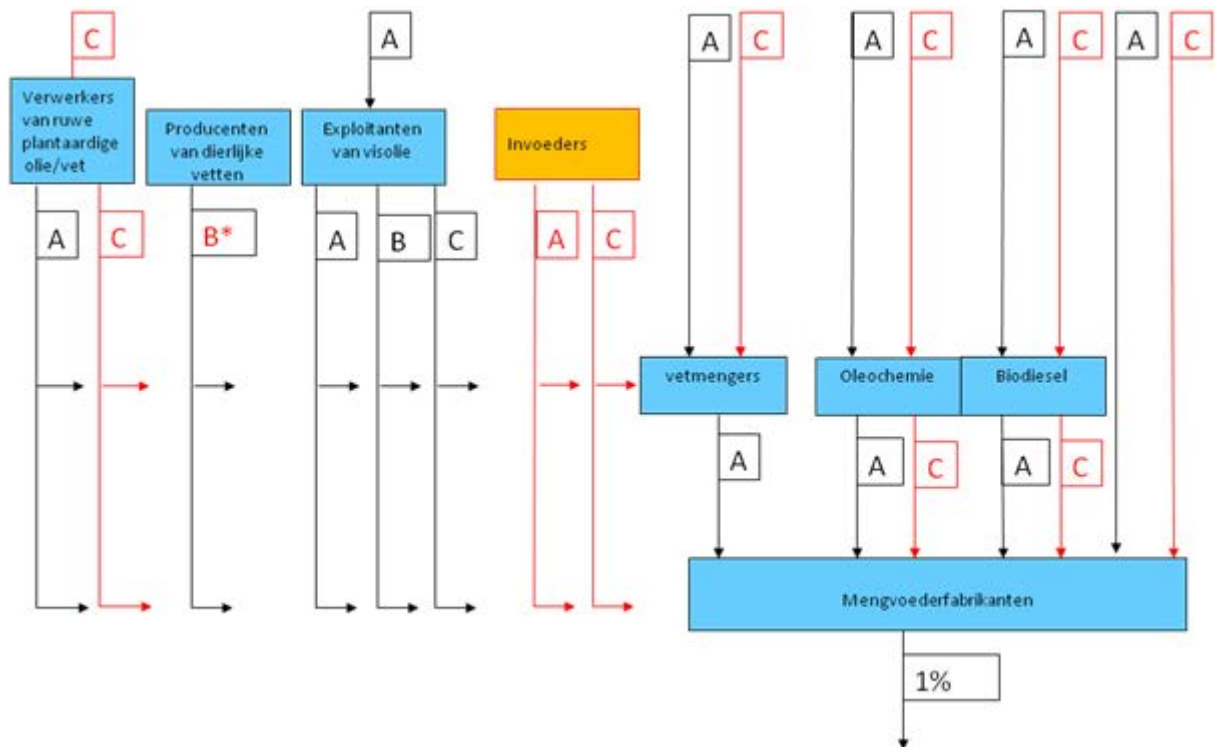 C
A
A
C
A
C
A
C
A
C
Verwerkers
van ruwe
plantaardige
olie/vet
Producenten
van dierlijke
vetten
Exploitanten
van visolie
Invoeders
A
C
B*
A
B
C
A
C
vetmengers
Oleochemie
Biodiesel
A
A
C
A
C
Mengvoederfabrikanten
1%